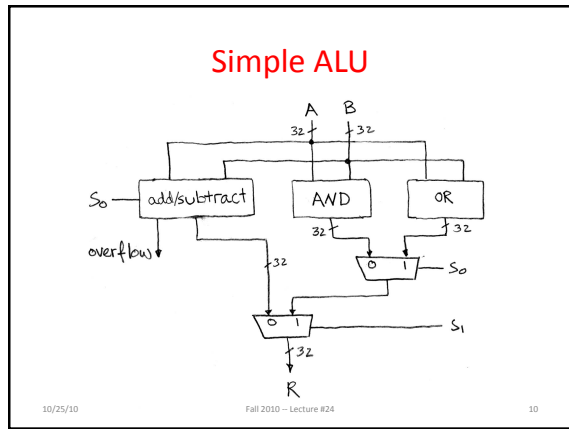 Simple ALU
A B
32 32
S₀ add/subtract AND OR
overflow
32 32
32
0 1 S₀
0 1 S₁
32
R
10/25/10 Fall 2010 -- Lecture #24 10